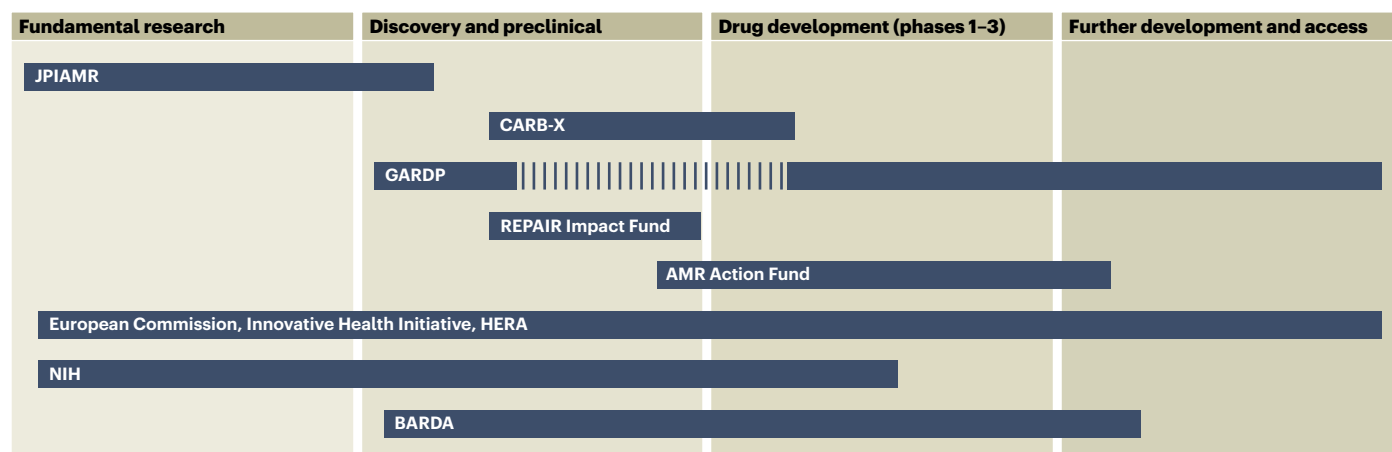 Fundamental research
Discovery and preclinical
Drug development (phases 1–3)
Further development and access
JPIAMR
CARB-X
GARDP
REPAIR Impact Fund
AMR Action Fund
European Commission, Innovative Health Initiative, HERA
NIH
BARDA